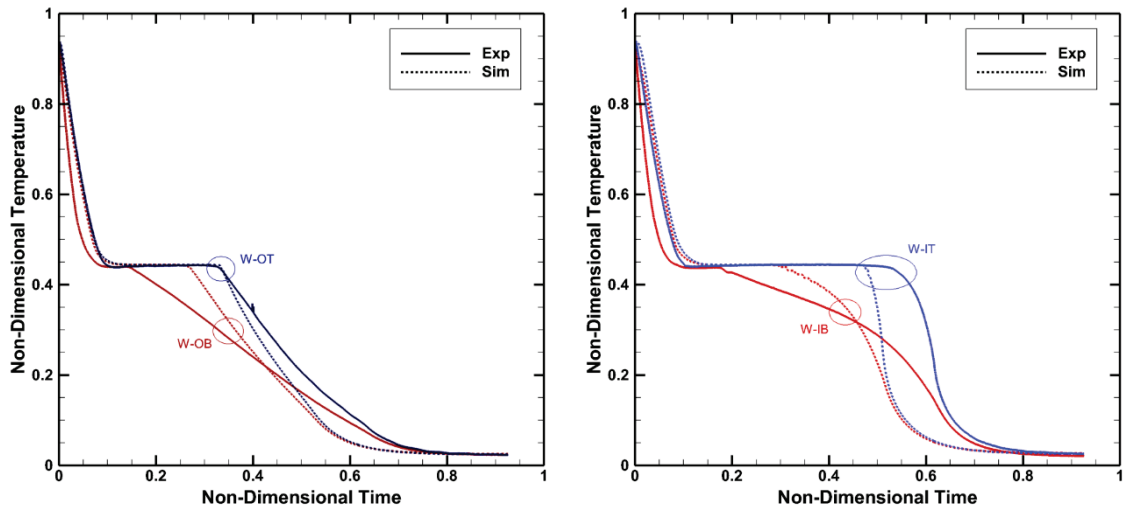 1
0.8
0.6
0.4
0.2
0
Non-Dimensional Temperature
Exp
Sim
W-OT
W-OB
0 0.2 0.4 0.6 0.8 1
Non-Dimensional Time
1
0.8
0.6
0.4
0.2
0
Non-Dimensional Temperature
Exp
Sim
W-IT
W-IB
0 0.2 0.4 0.6 0.8 1
Non-Dimensional Time